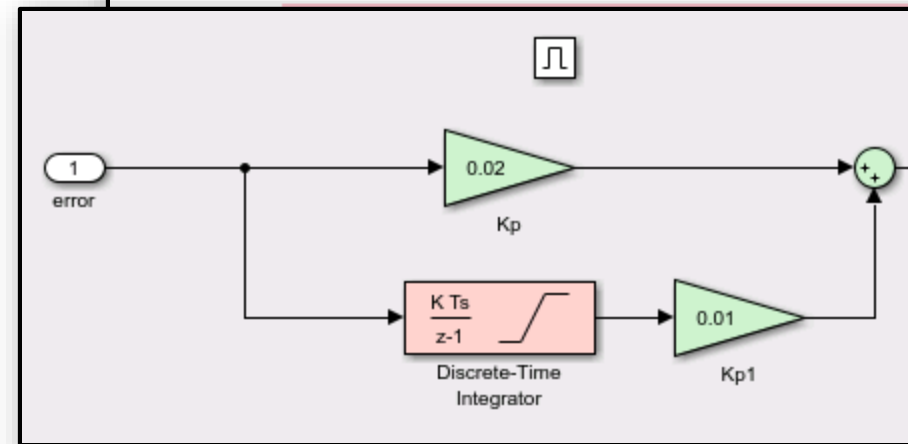 1
error
0.02
Kp
K Ts
z-1
Discrete-Time
Integrator
0.01
Kp1